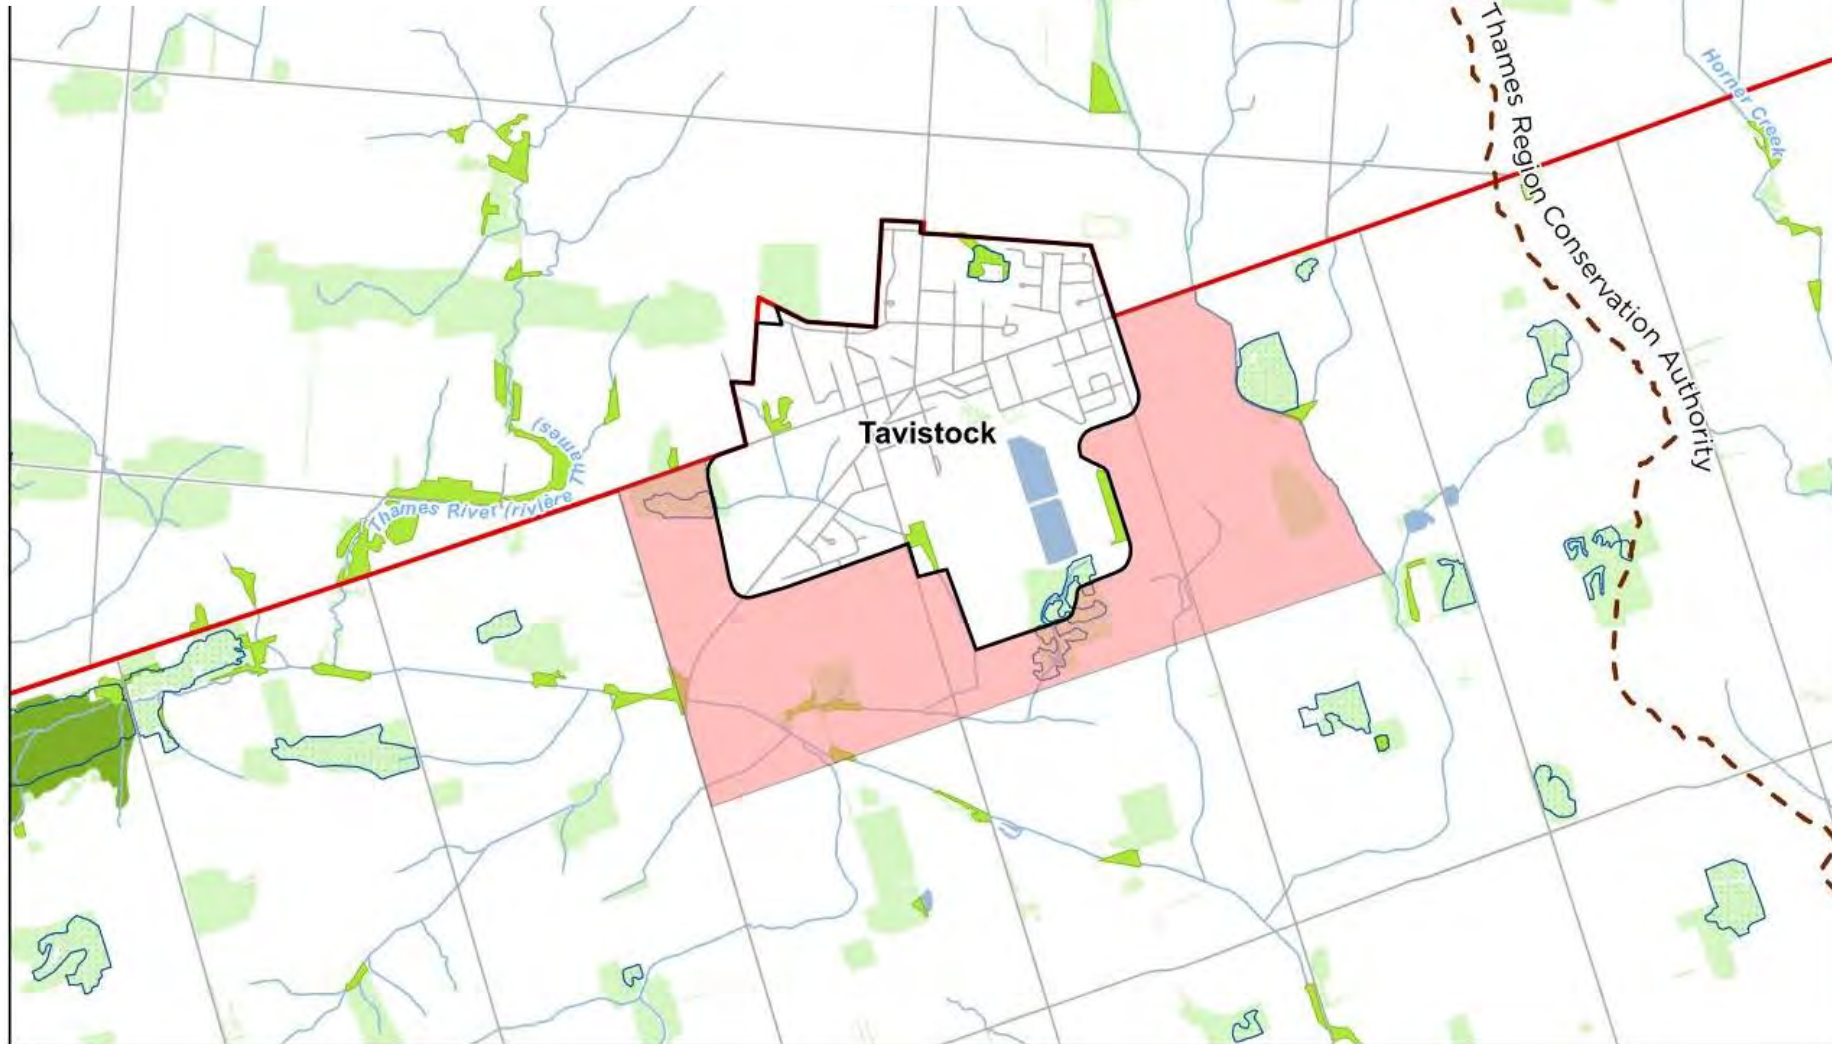 Thames Region Conservation Authority
Horner Creek
Tavistock
Thames River (rivière Thames)